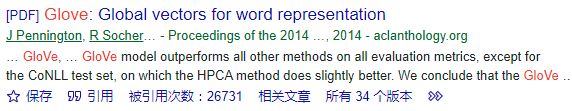 [PDF] Glove: Global vectors for word representation
J Pennington, R Socher… - Proceedings of the 2014 …, 2014 - aclanthology.org
… GloVe, … GloVe model outperforms all other methods on all evaluation metrics, except for
the CoNLL test set, on which the HPCA method does slightly better. We conclude that the GloVe ..
保存 引用 被引用次数：26731 相关文章 所有 34 个版本